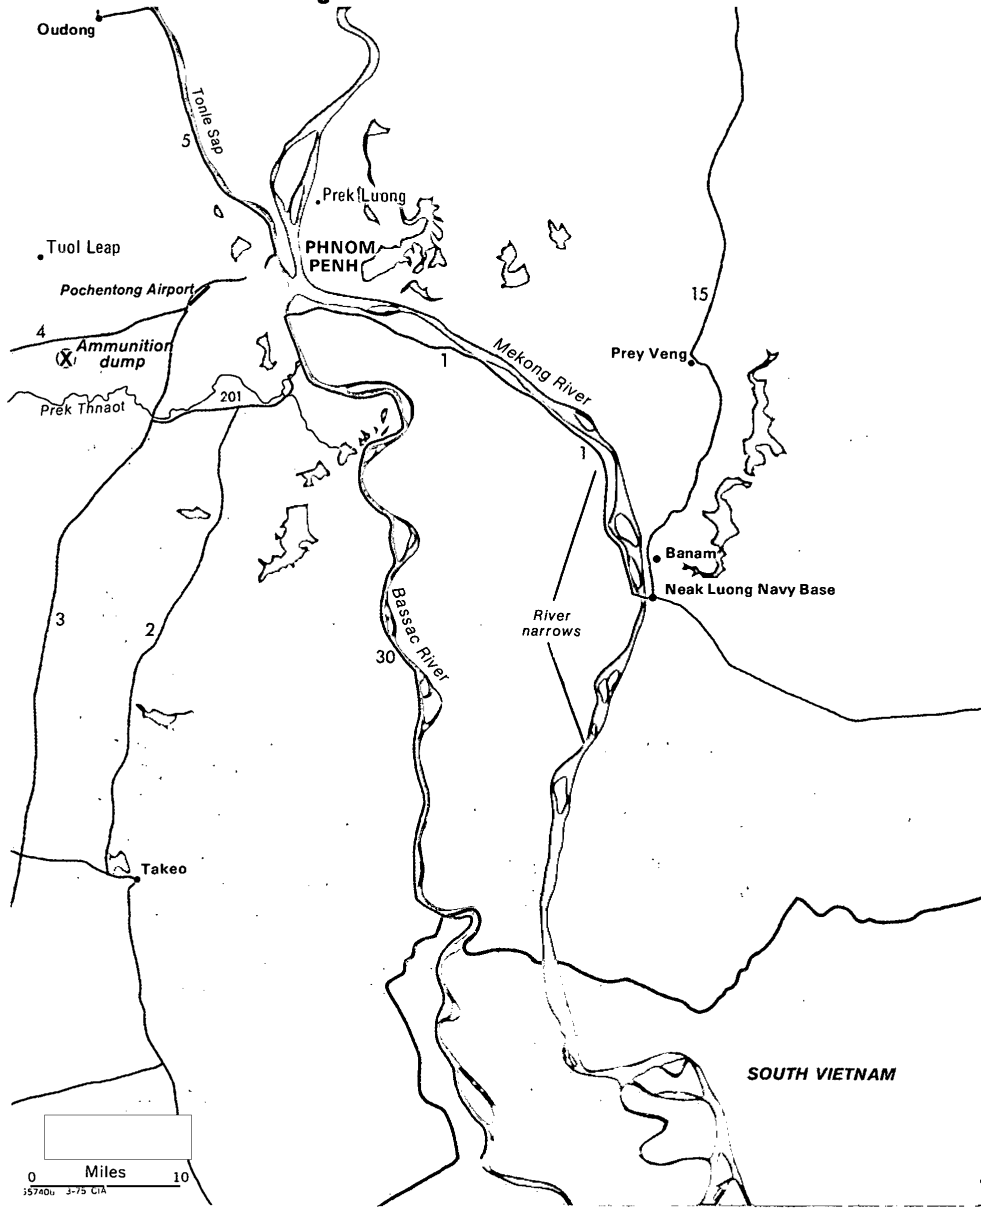 Oudong
Tonle Sap
5
Prek Luong
Tuol Leap
PHNOM
PENH
Pochentong Airport
15
4
Ammunition
dump
1
Mekong River
Prey Veng
201
Prek Thnaot
1
Banam
Neak Luong Navy Base
3
2
Bassac River
River
narrows
30
Takeo
SOUTH VIETNAM
Miles
0 10
3-75 CIA